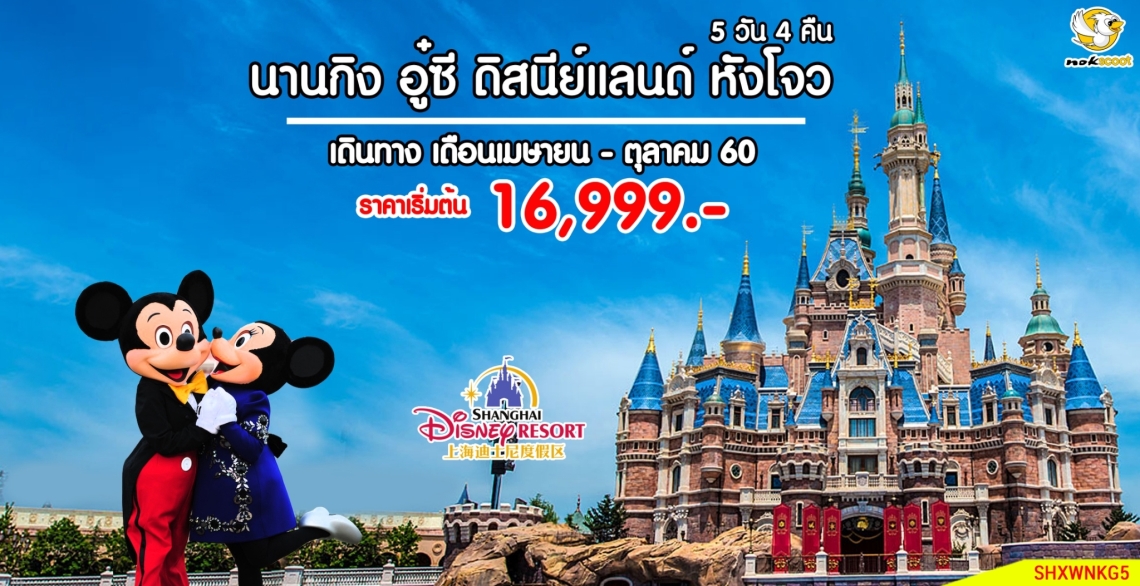 5 วัน 4 คืน
นานกิง อู๋ซี ดิสนีย์แลนด์ หังโจว
เดินทาง เดือนเมษายน - ตุลาคม 60
ราคาเริ่มต้น 16,999.-
nokscoot
SHANGHAI
DISNEY RESORT
上海迪士尼度假区
SHXWNKG5